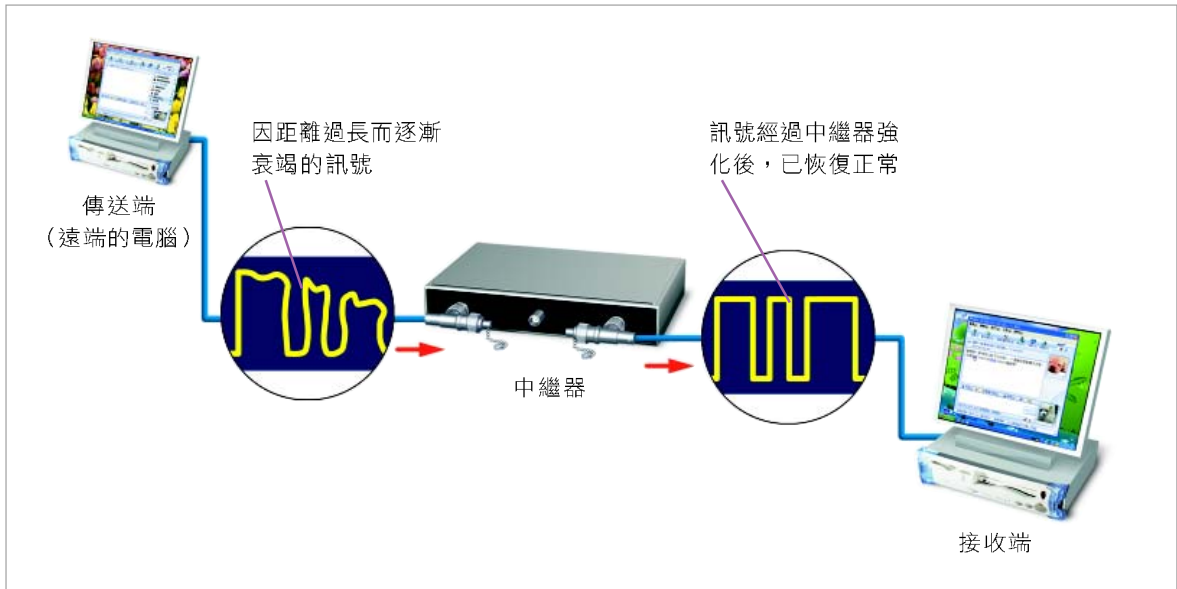 因距離過長而逐漸
衰竭的訊號
訊號經過中繼器強
化後，已恢復正常
傳送端
（遠端的電腦）
中繼器
接收端